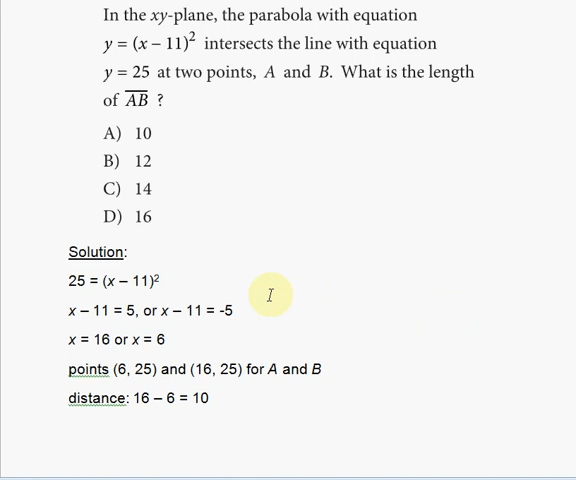 In the xy-plane, the parabola with equation
y = (x – 11)² intersects the line with equation
y = 25 at two points, A and B. What is the length
of A͞B ?
A) 10
B) 12
C) 14
D) 16
Solution:
25 = (x – 11)²
x – 11 = 5, or x – 11 = -5
x = 16 or x = 6
points (6, 25) and (16, 25) for A and B
distance: 16 – 6 = 10